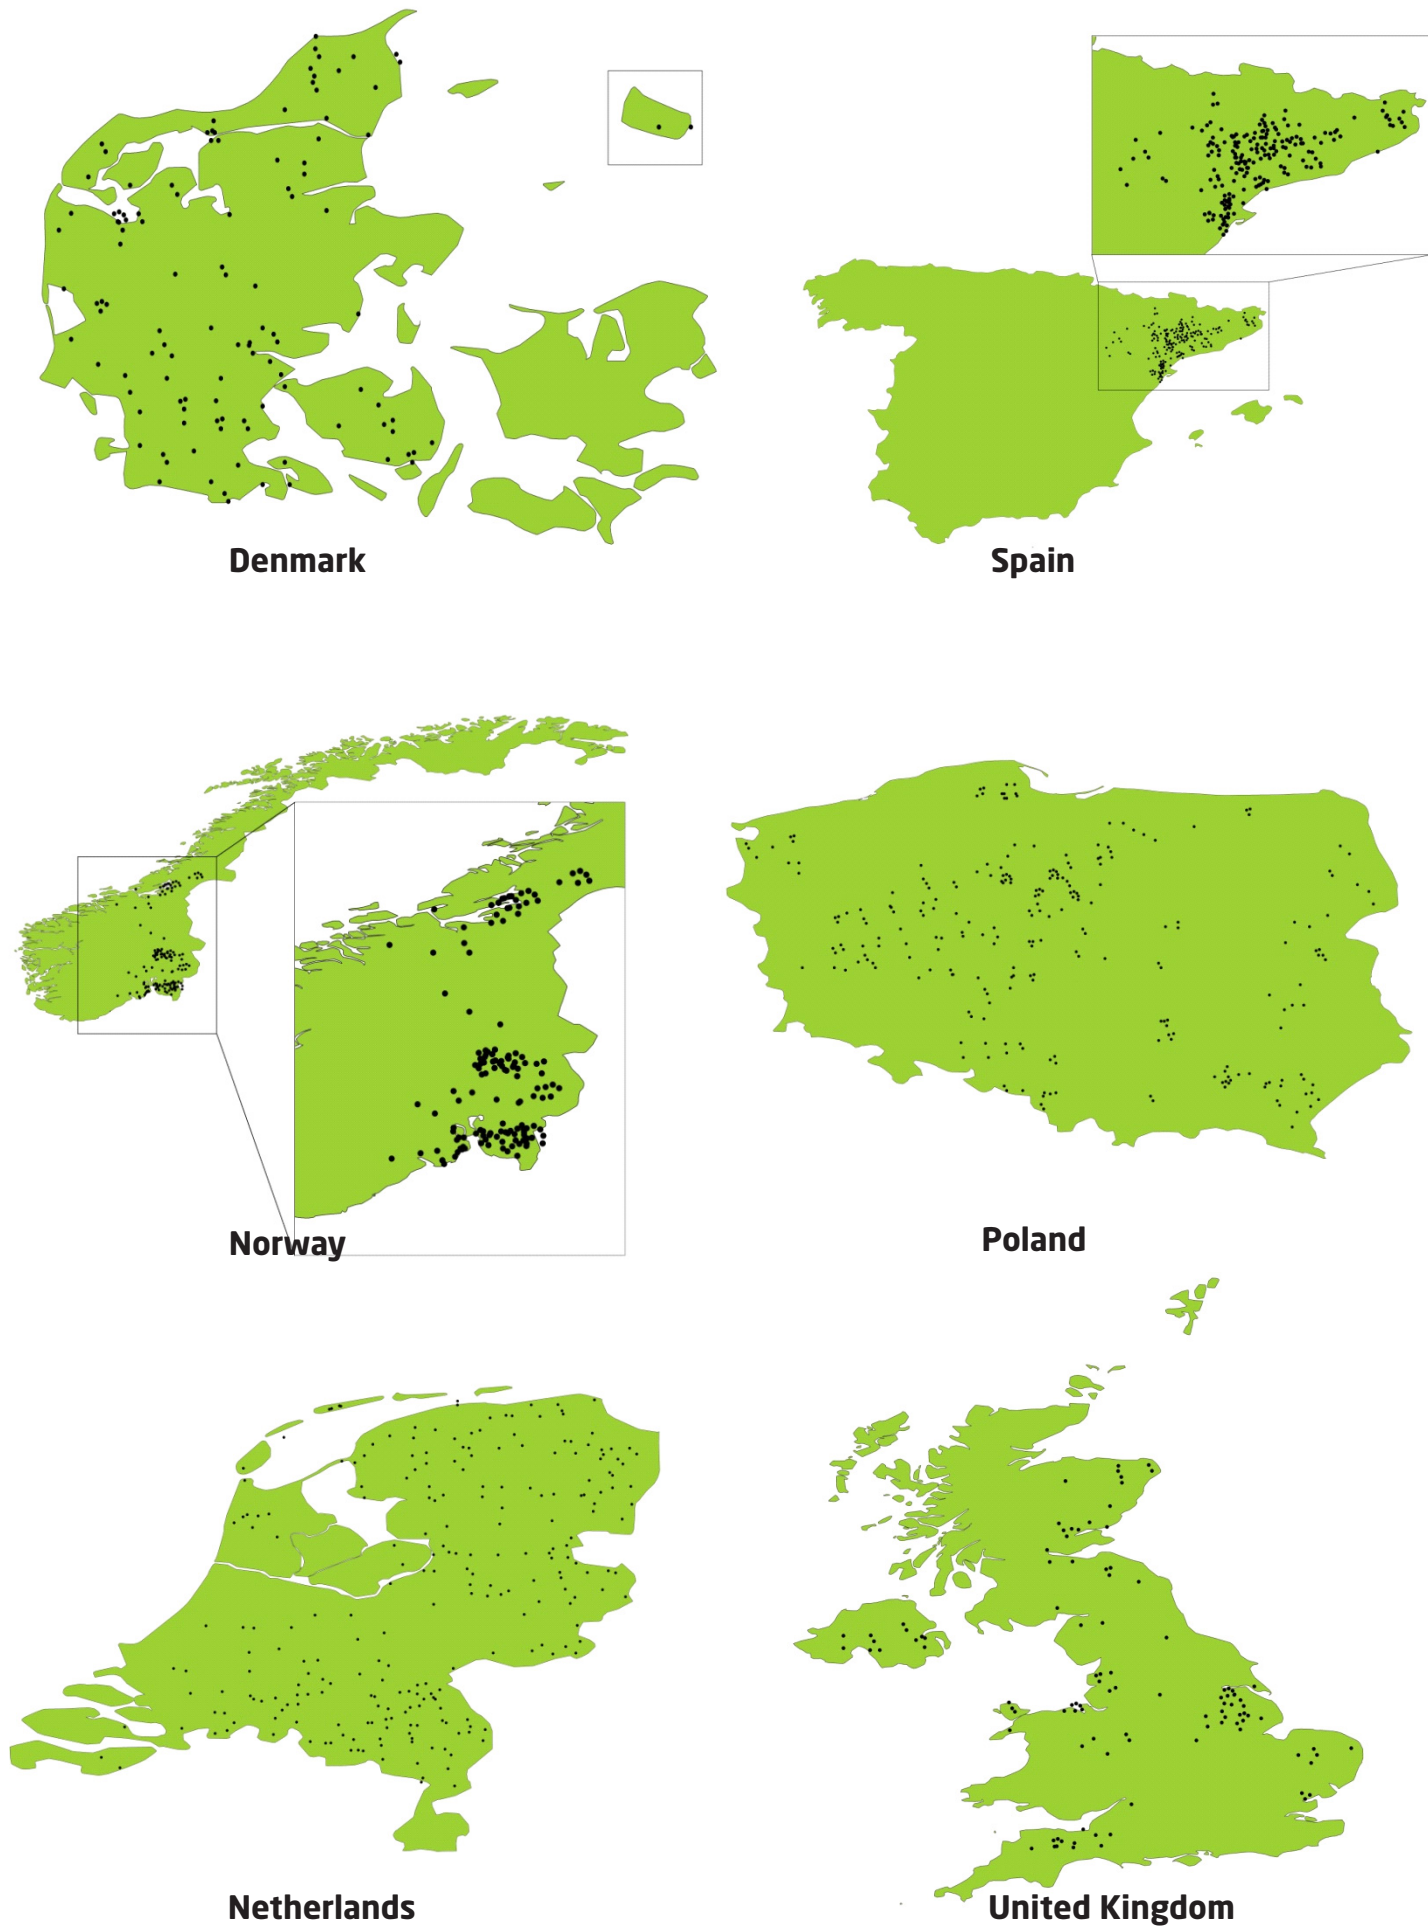 Denmark
Spain
Norway
Poland
Netherlands
United Kingdom